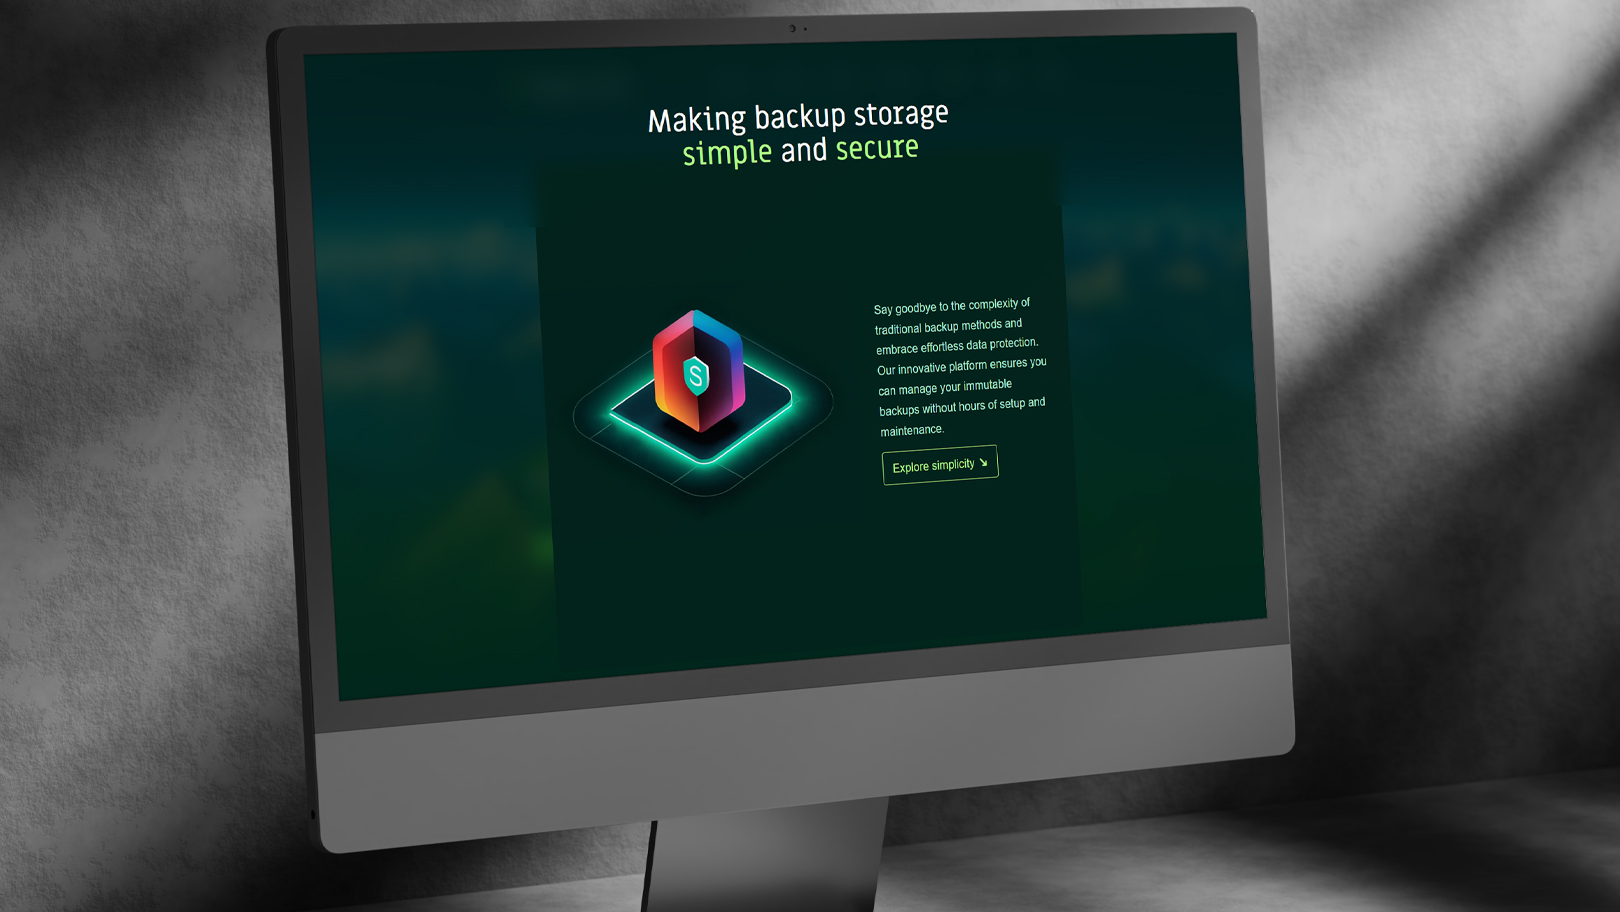 Making backup storage
simple and secure
Say goodbye to the complexity of
traditional backup methods and
embrace effortless data protection.
Our innovative platform ensures you
can manage your immutable
backups without hours of setup and
maintenance.
Explore simplicity ↘
S